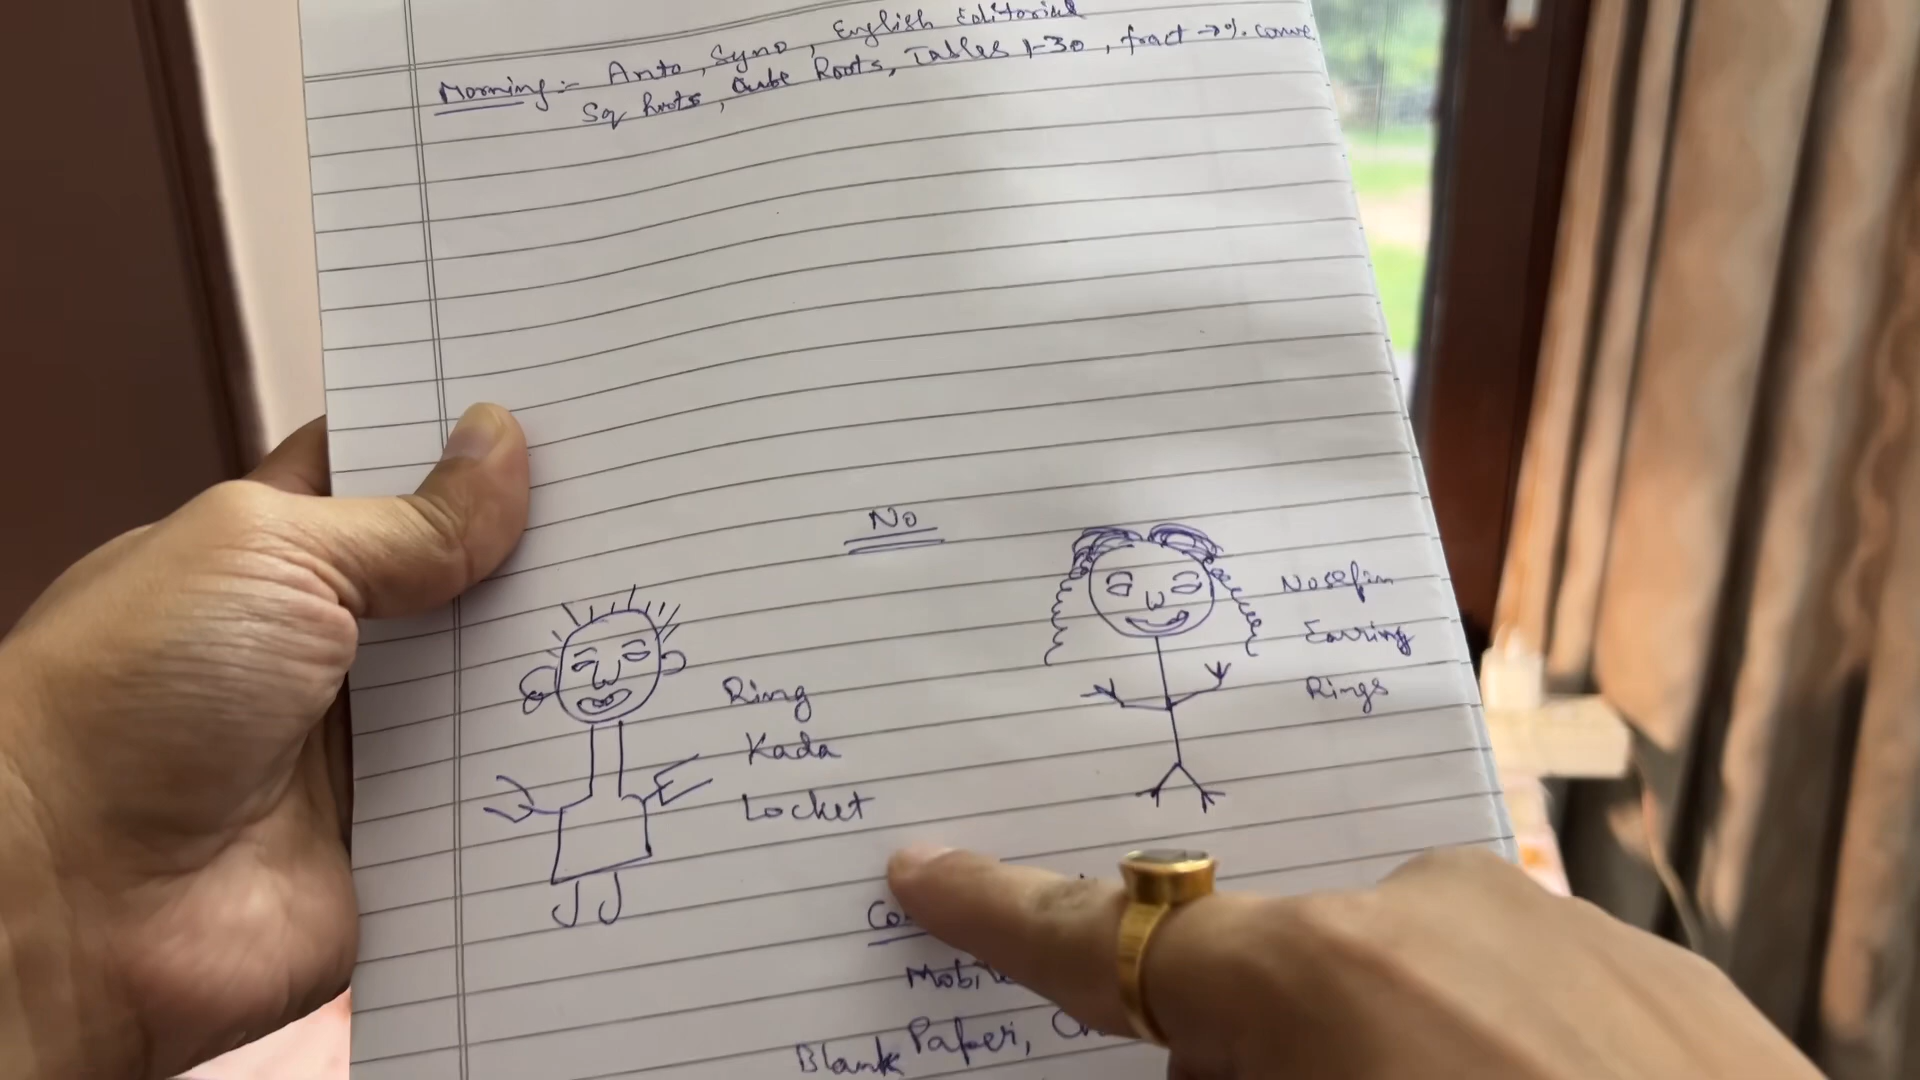 Morning:- Anto, Syno, English Editorial
Sq Roots, Cube Roots, Tables 1-30, fract → %. conve
No
Ring
Kada
Locket
Nosepin
Earring
Rings
Blank Paper,